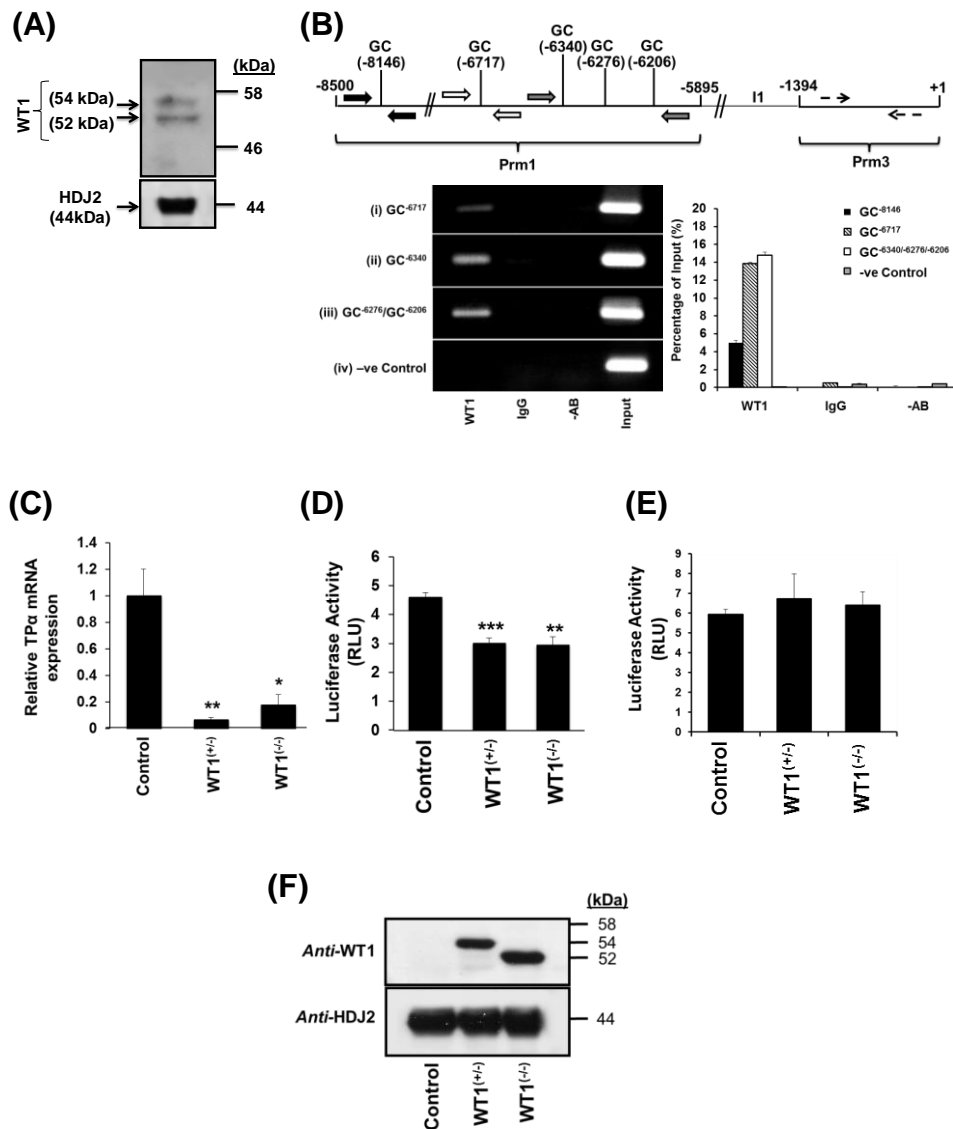 (A)
(kDa)
WT1
(54 kDa)
(52 kDa)
58
46
HDJ2
(44kDa)
44
(B)
GC
(-8146)
GC
(-6717)
GC
(-6340)
GC
(-6276)
GC
(-6206)
-8500
-5895
I1
-1394
+1
Prm1
Prm3
(i) GC-6717
(ii) GC-6340
(iii) GC-6276/GC-6206
(iv) –ve Control
WT1
IgG
-AB
Input
Percentage of Input (%)
20
18
16
14
12
10
8
6
4
2
0
GC-8146
GC-6717
GC-6340/-6276/-6206
-ve Control
WT1
IgG
-AB
(C)
Relative TPα mRNA
expression
1.4
1.2
1
0.8
0.6
0.4
0.2
0
**
*
Control
WT1(+/-)
WT1(-/-)
(D)
Luciferase Activity
(RLU)
6
5
4
3
2
1
0
***
**
Control
WT1(+/-)
WT1(-/-)
(E)
Luciferase Activity
(RLU)
9
8
7
6
5
4
3
2
1
0
Control
WT1(+/-)
WT1(-/-)
(F)
(kDa)
Anti-WT1
58
54
52
Anti-HDJ2
44
Control
WT1(+/-)
WT1(-/-)